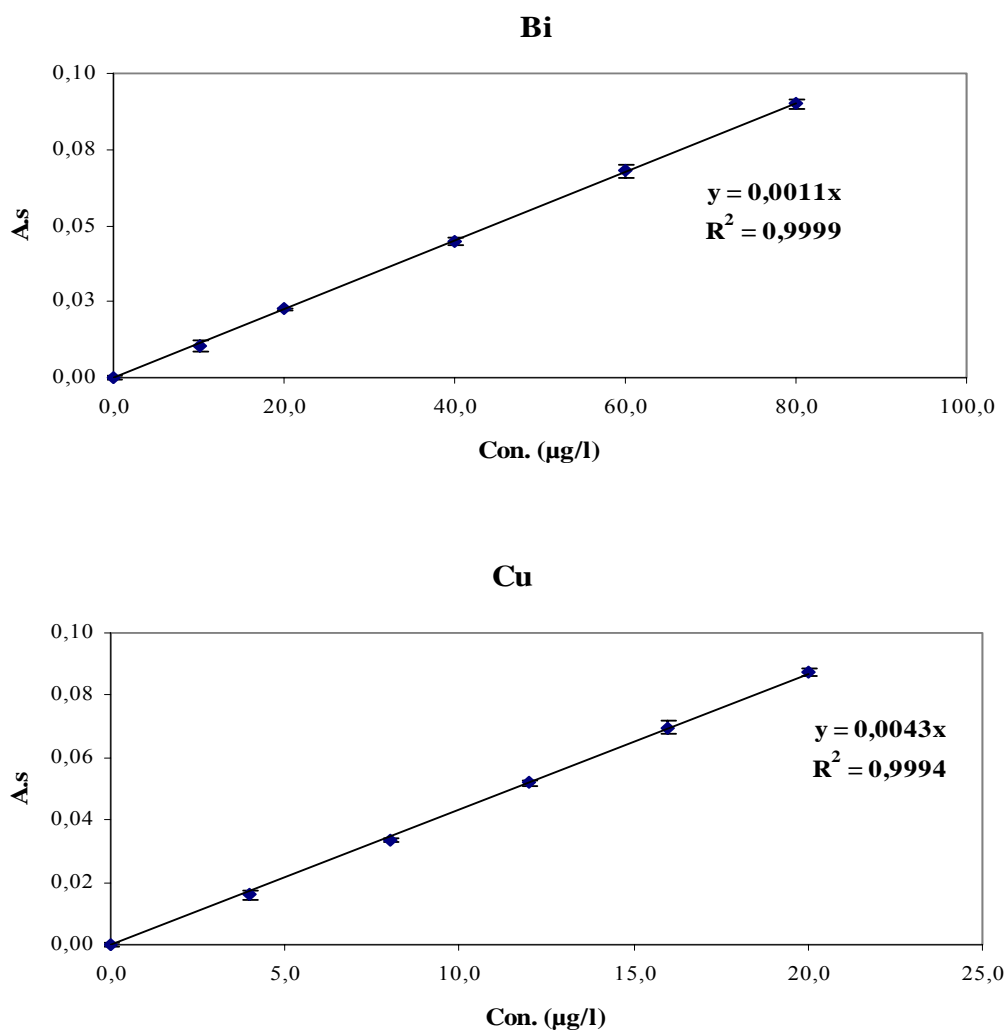 Bi
0,10
0,08
0,05
0,03
0,00
A.s
y = 0,0011x
R² = 0,9999
0,0 20,0 40,0 60,0 80,0 100,0
Con. (µg/l)
Cu
0,10
0,08
0,06
0,04
0,02
0,00
A.s
y = 0,0043x
R² = 0,9994
0,0 5,0 10,0 15,0 20,0 25,0
Con. (µg/l)